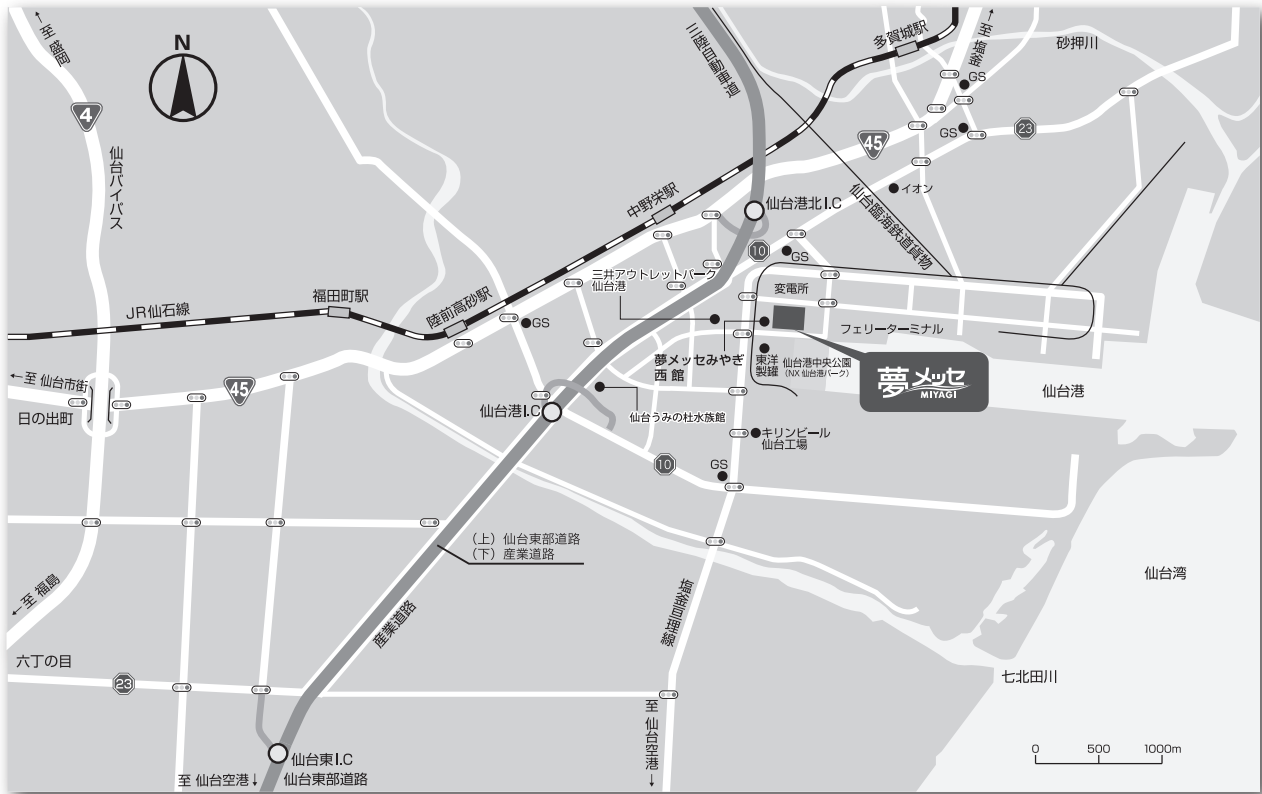 ←至 盛岡
N
4
仙台バイパス
三陸自動車道
多賀城駅
←至 塩釜
砂押川
GS
GS
23
45
イオン
中野栄駅
仙台港北I.C
仙台臨海鉄道貨物
10
GS
三井アウトレットパーク
仙台港
変電所
福田町駅
JR仙石線
陸前高砂駅
GS
フェリーターミナル
夢メッセみやぎ
西 館
東洋
製罐
仙台港中央公園
(NX 仙台港パーク)
夢メッセ
MIYAGI
仙台港
←至 仙台市街
45
日の出町
仙台港I.C
仙台うみの杜水族館
キリンビール
仙台工場
10
GS
(上)仙台東部道路
(下)産業道路
仙台湾
←至 福島
産業道路
塩釜亘理線
六丁の目
23
七北田川
至 仙台空港→
仙台東I.C
至 仙台空港↓
仙台東部道路
0 500 1000m